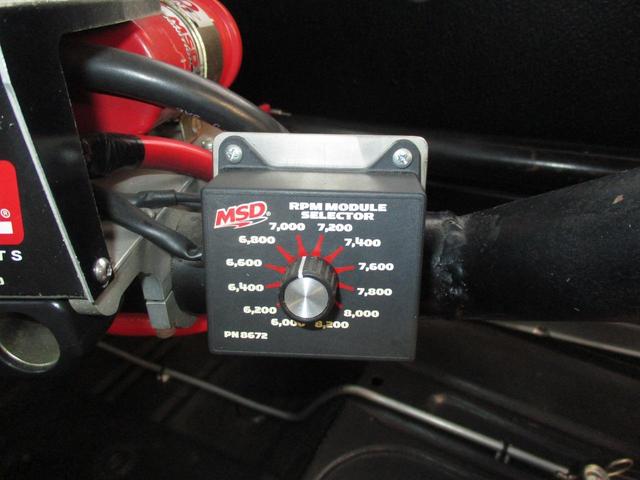 MSD
RPM MODULE
SELECTOR
7,000 7,200
6,800 7,400
6,600 7,600
6,400 7,800
6,200 8,000
6,000 8,200
PN 8672
®
TS